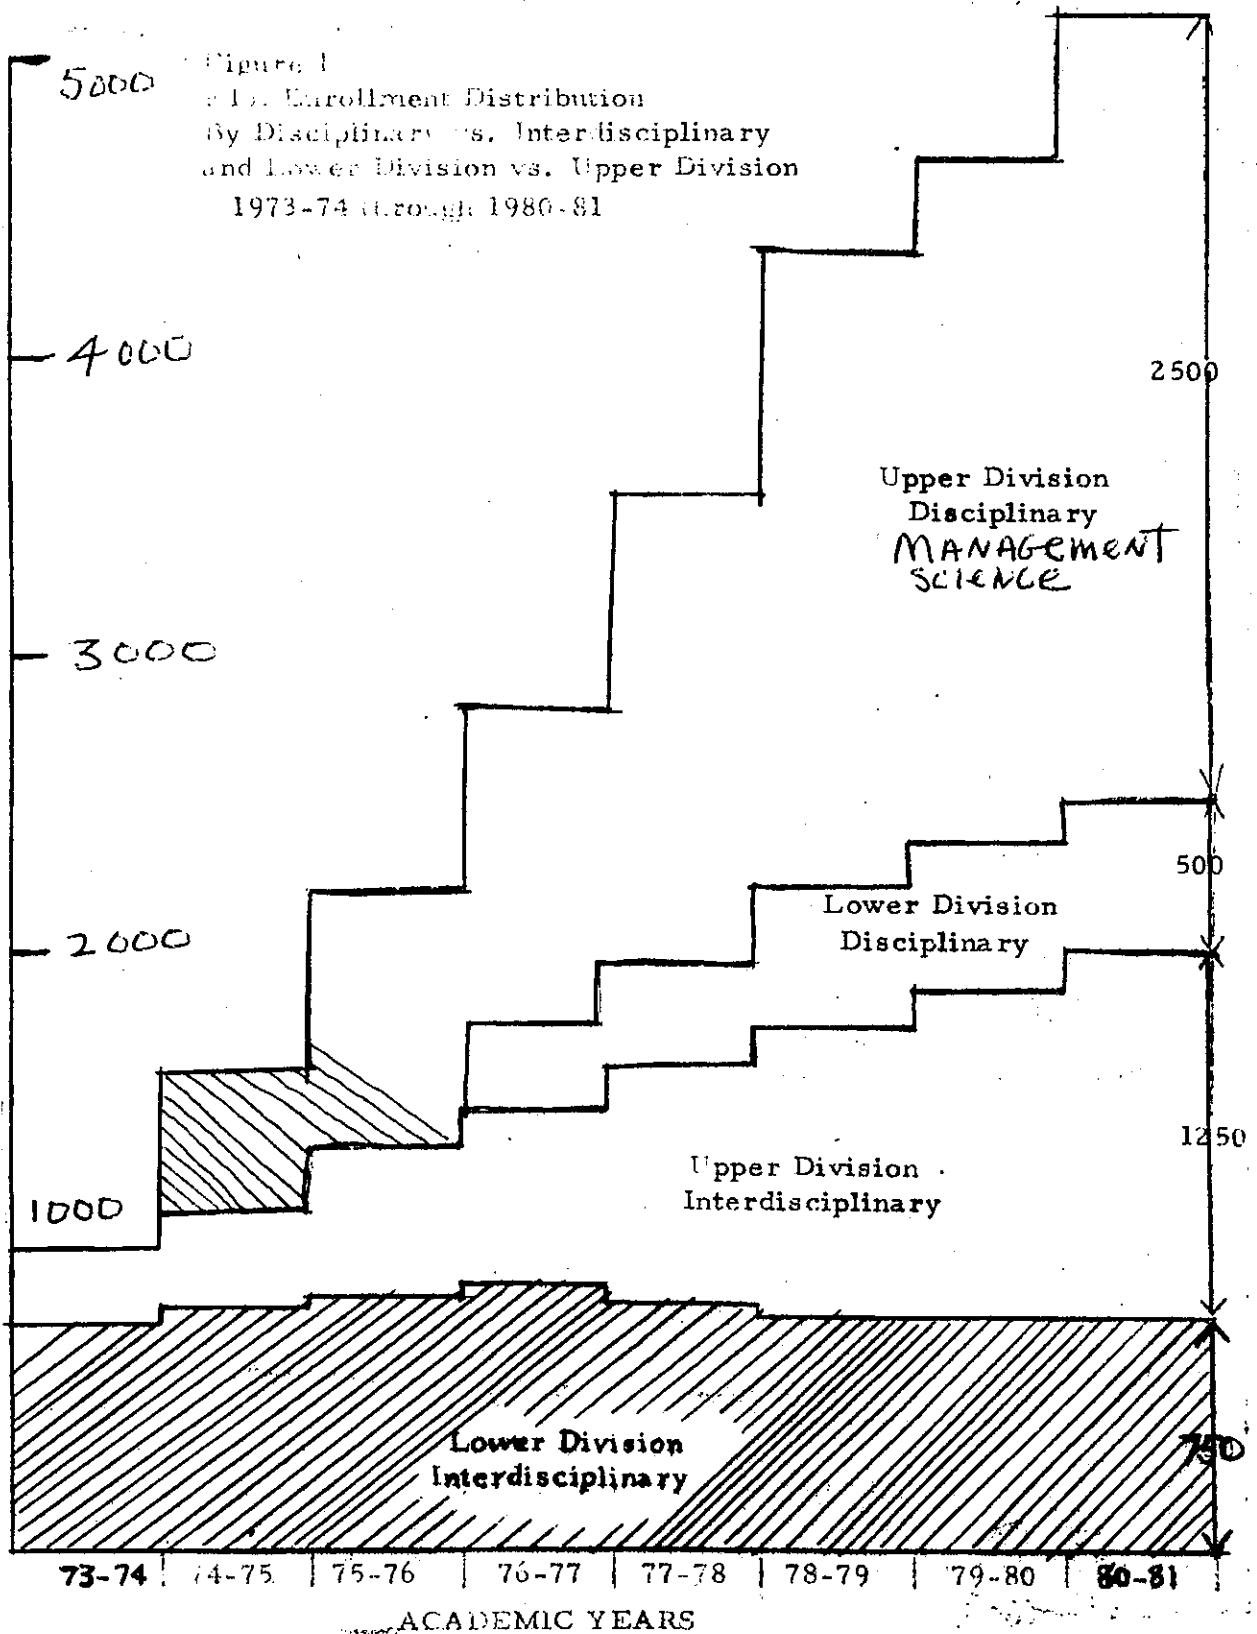 5000
Figure 1
Enrollment Distribution
By Disciplinary vs. Interdisciplinary
and Lower Division vs. Upper Division
1973-74 through 1980-81
4000
2500
Upper Division
Disciplinary
MANAGEMENT
SCIENCE
3000
500
Lower Division
Disciplinary
2000
1250
Upper Division
Interdisciplinary
1000
Lower Division
Interdisciplinary
750
73-74 74-75 75-76 76-77 77-78 78-79 79-80 80-81
ACADEMIC YEARS